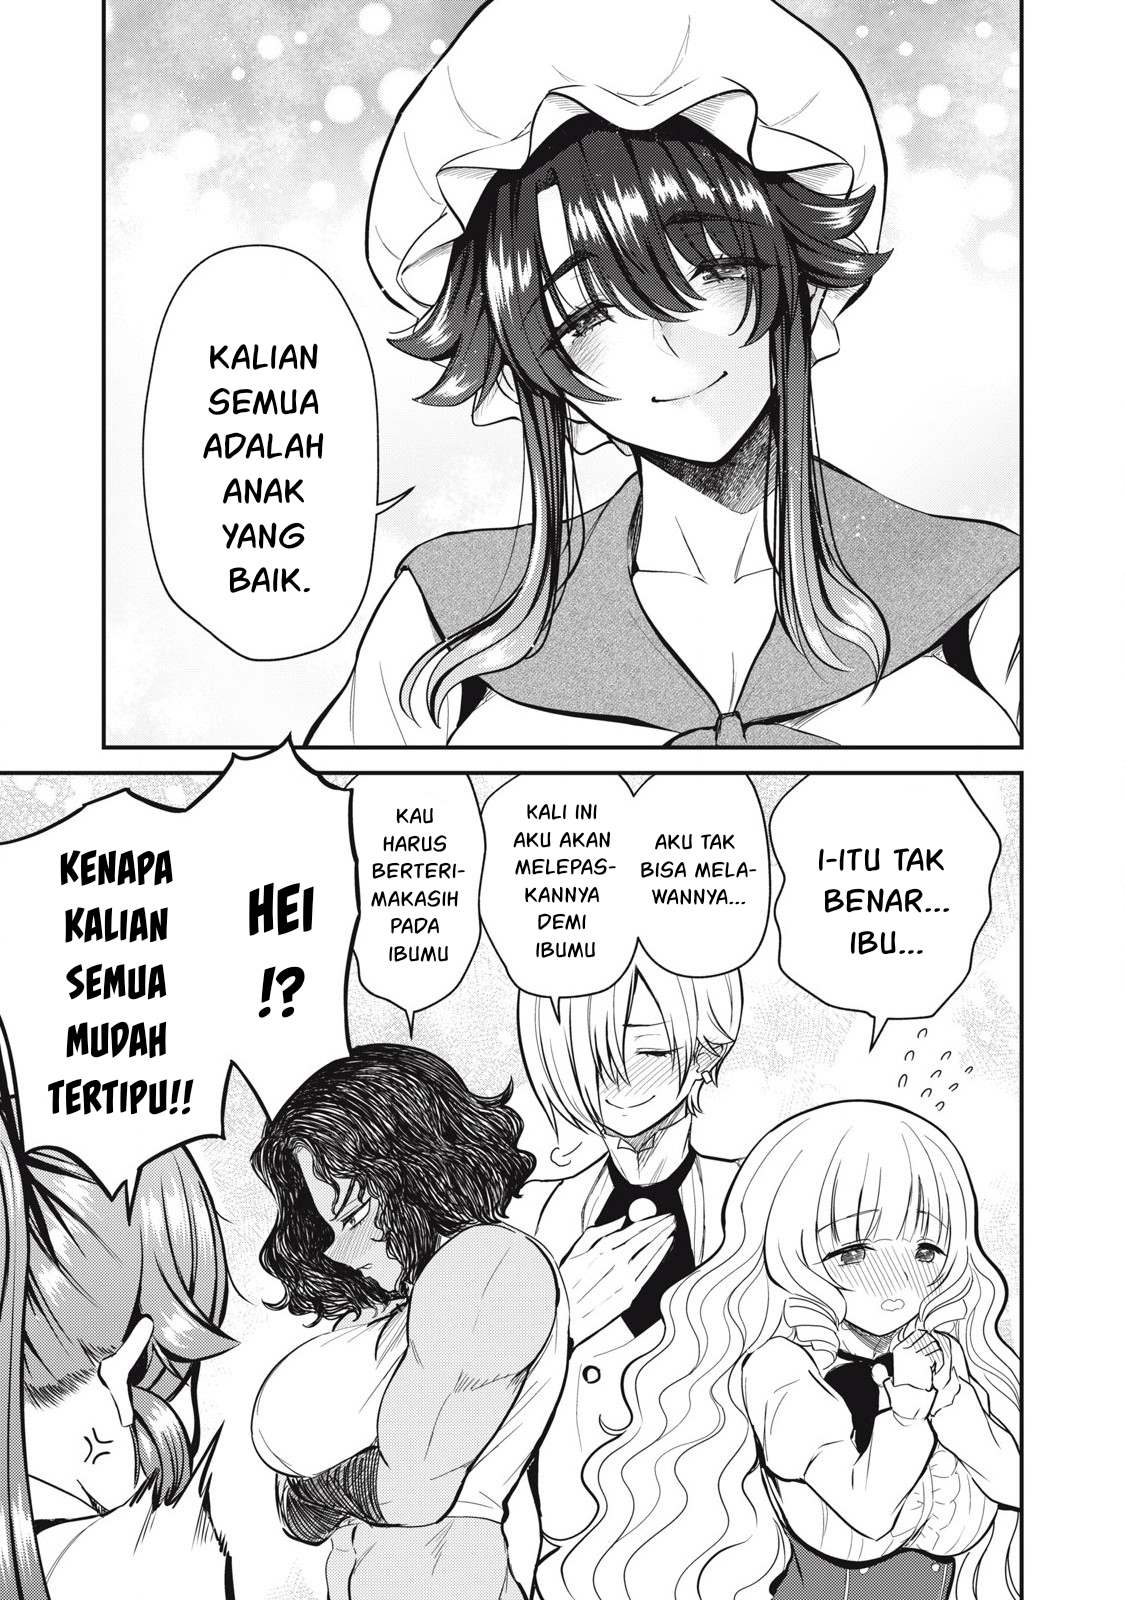 KALIAN
SEMUA
ADALAH
ANAK
YANG
BAIK.
I-ITU TAK
BENAR...
IBU...
AKU TAK
BISA MELA-
WANNYA...
KALI INI
AKU AKAN
MELEPAS-
KANNYA
DEMI
IBUMU
KAU
HARUS
BERTERI-
MAKASIH
PADA
IBUMU
HEI
!?
KENAPA
KALIAN
SEMUA
MUDAH
TERTIPU!!